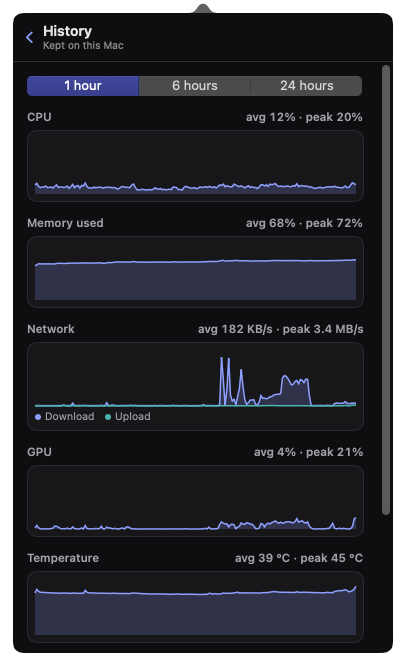 History
Kept on this Mac
1 hour 6 hours 24 hours
CPU avg 12% · peak 20%
Memory used avg 68% · peak 72%
Network avg 182 KB/s · peak 3.4 MB/s
Download Upload
GPU avg 4% · peak 21%
Temperature avg 39 °C · peak 45 °C